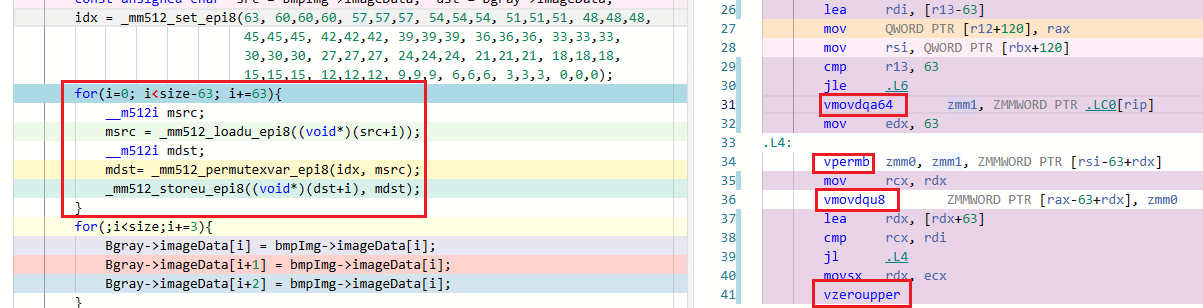 const unsigned char *src = bmpImg->imageData, *dst = Bgray->imageData,
idx = _mm512_set_epi8(63, 60,60,60, 57,57,57, 54,54,54, 51,51,51, 48,48,48,
45,45,45, 42,42,42, 39,39,39, 36,36,36, 33,33,33,
30,30,30, 27,27,27, 24,24,24, 21,21,21, 18,18,18,
15,15,15, 12,12,12, 9,9,9, 6,6,6, 3,3,3, 0,0,0);
for(i=0; i<size-63; i+=63){
__m512i msrc;
msrc = _mm512_loadu_epi8((void*)(src+i));
__m512i mdst;
mdst= _mm512_permutexvar_epi8(idx, msrc);
_mm512_storeu_epi8((void*)(dst+i), mdst);
}
for(;i<size;i+=3){
Bgray->imageData[i] = bmpImg->imageData[i];
Bgray->imageData[i+1] = bmpImg->imageData[i];
Bgray->imageData[i+2] = bmpImg->imageData[i];
}
26 lea rdi, [r13-63]
27 mov QWORD PTR [r12+120], rax
28 mov rsi, QWORD PTR [rbx+120]
29 cmp r13, 63
30 jle .L6
31 vmovdqa64 zmm1, ZMMWORD PTR .LC0[rip]
32 mov edx, 63
33 .L4:
34 vpermb zmm0, zmm1, ZMMWORD PTR [rsi-63+rdx]
35 mov rcx, rdx
36 vmovdqu8 ZMMWORD PTR [rax-63+rdx], zmm0
37 lea rdx, [rdx+63]
38 cmp rcx, rdi
39 jl .L4
40 movsx rdx, ecx
41 vzeroupper